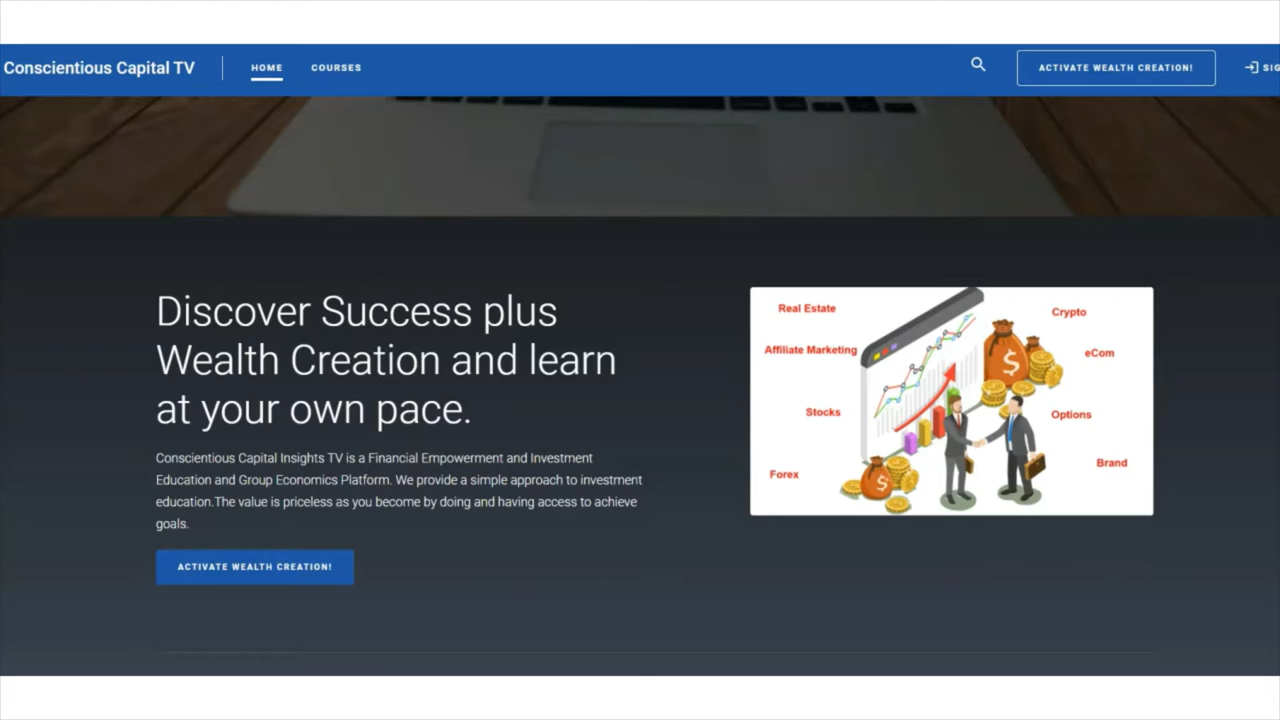 Conscientious Capital TV
HOME
COURSES
ACTIVATE WEALTH CREATION!
Discover Success plus
Wealth Creation and learn
at your own pace.
Conscientious Capital Insights TV is a Financial Empowerment and Investment
Education and Group Economics Platform. We provide a simple approach to investment
education.The value is priceless as you become by doing and having access to achieve
goals.
ACTIVATE WEALTH CREATION!
Real Estate
Crypto
Affiliate Marketing
eCom
Stocks
Options
Forex
Brand
$
$